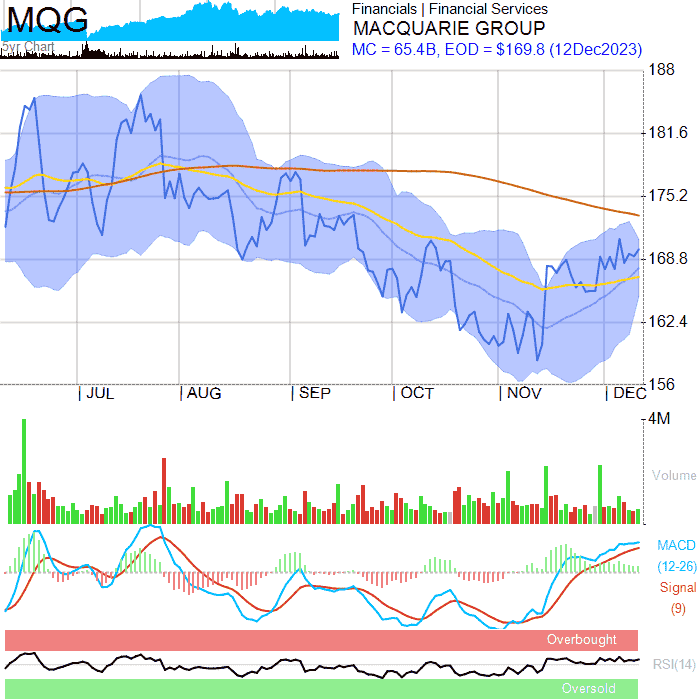 MQG
5yr Chart
Financials | Financial Services
MACQUARIE GROUP
MC = 65.4B, EOD = $169.8 (12Dec2023)
188
181.6
175.2
168.8
162.4
156
JUL
AUG
SEP
OCT
NOV
DEC
4M
Volume
MACD
(12-26)
Signal
(9)
Overbought
RSI(14)
Oversold